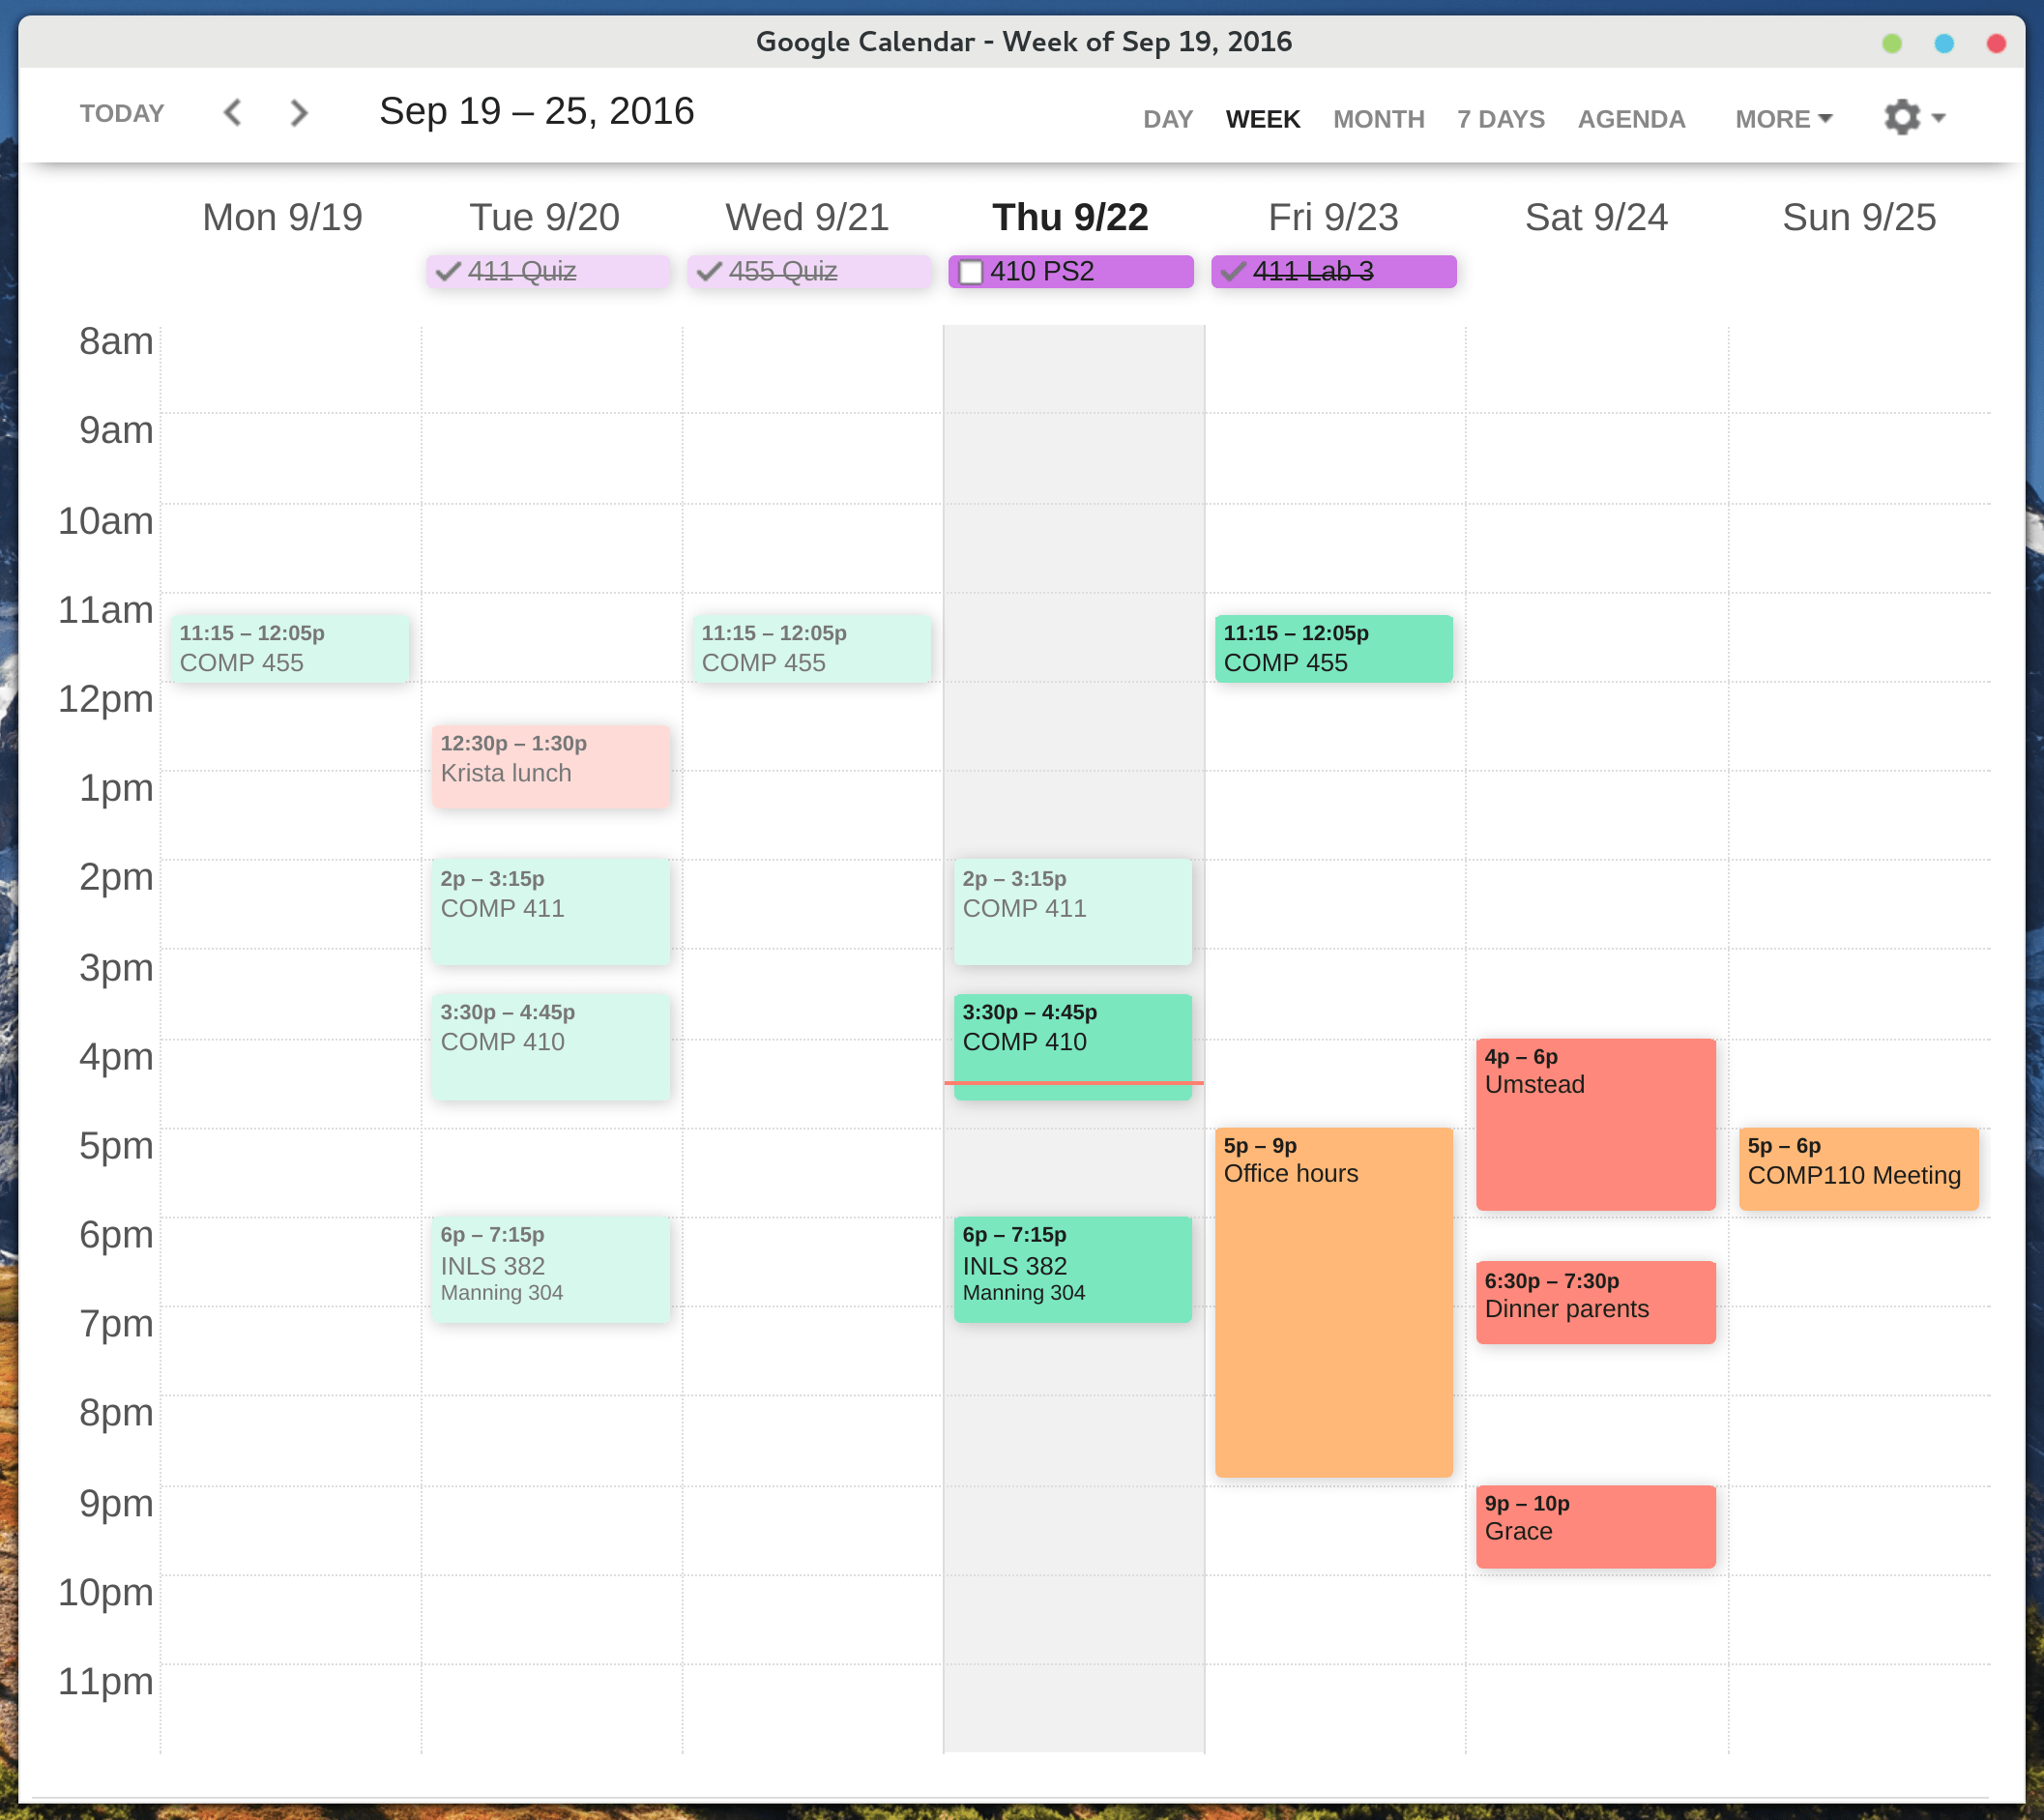 Google Calendar - Week of Sep 19, 2016
TODAY
Sep 19 – 25, 2016
DAY WEEK MONTH 7 DAYS AGENDA MORE
Mon 9/19 Tue 9/20 Wed 9/21 Thu 9/22 Fri 9/23 Sat 9/24 Sun 9/25
411 Quiz 455 Quiz 410 PS2 411 Lab 3
8am
9am
10am
11am
11:15 – 12:05p 11:15 – 12:05p 11:15 – 12:05p
COMP 455 COMP 455 COMP 455
12pm
12:30p – 1:30p
Krista lunch
1pm
2pm
2p – 3:15p 2p – 3:15p
COMP 411 COMP 411
3pm
3:30p – 4:45p 3:30p – 4:45p
COMP 410 COMP 410
4pm
4p – 6p
Umstead
5pm
5p – 9p 5p – 6p
Office hours COMP110 Meeting
6pm
6p – 7:15p 6p – 7:15p
INLS 382 INLS 382
Manning 304 Manning 304
6:30p – 7:30p
Dinner parents
7pm
8pm
9pm
9p – 10p
Grace
10pm
11pm